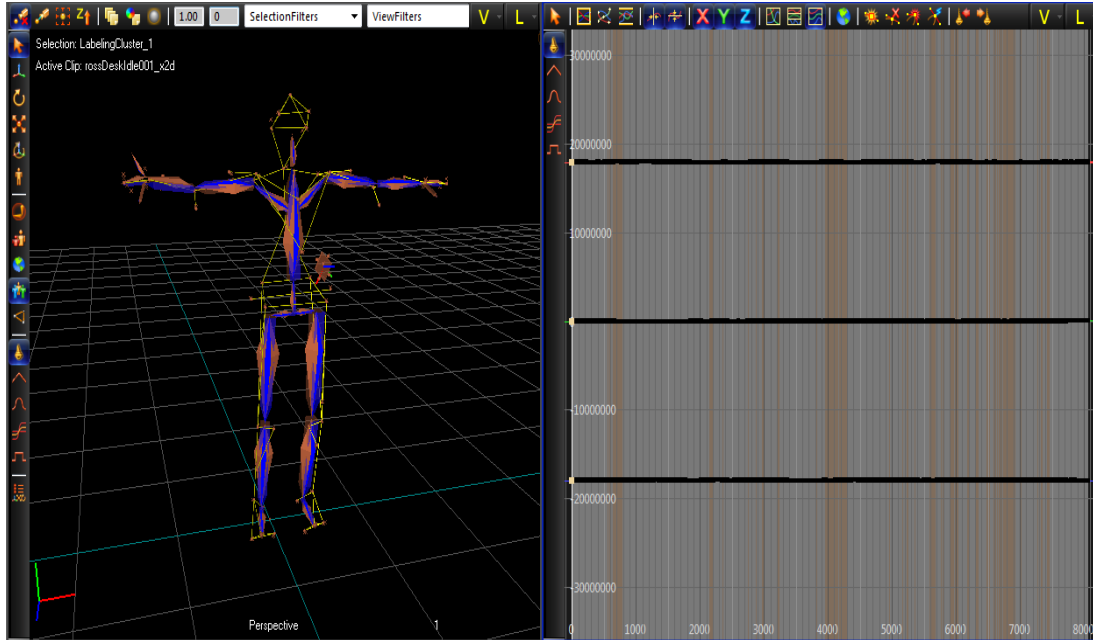 1.00 0 SelectionFilters ViewFilters V L X Y Z V L
Selection: LabelingCluster_1
Active Clip: rossDeskIdle001_x2d
30000000
20000000
10000000
-10000000
-20000000
-30000000
Perspective 1
0 1000 2000 3000 4000 5000 6000 7000 8000